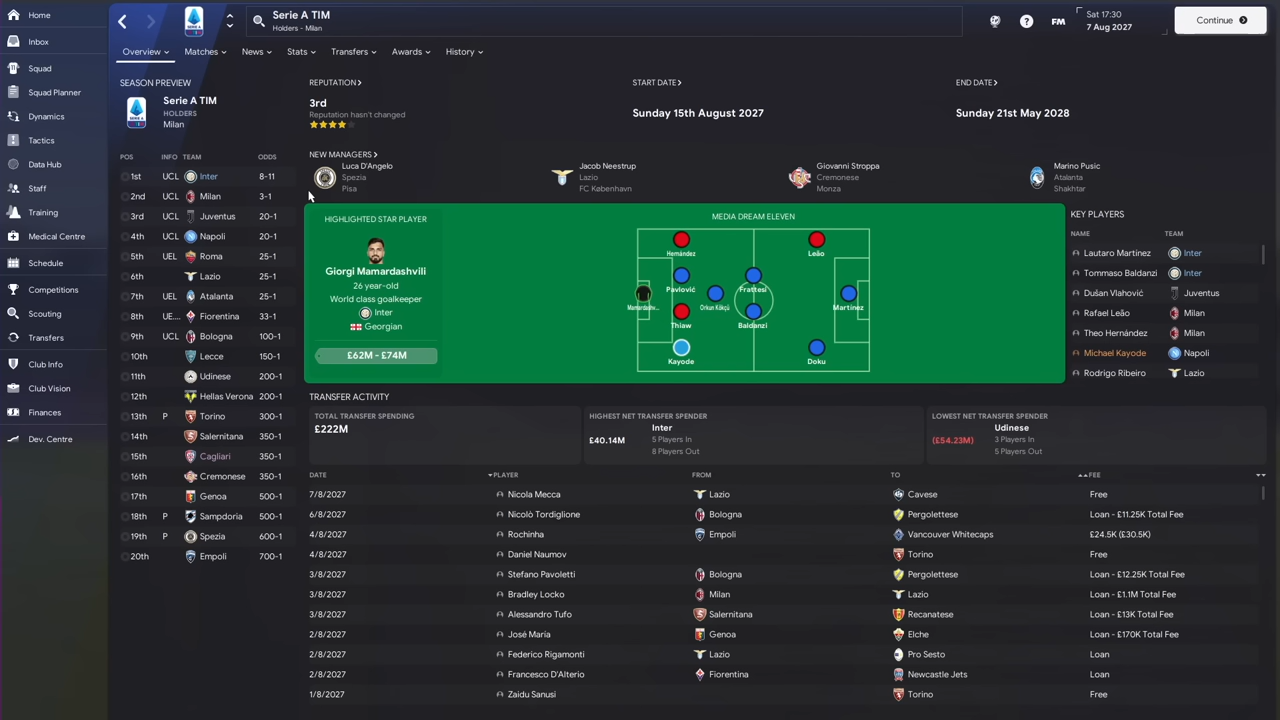 Home
Serie A TIM
Holders - Milan
FM
Sat 17:30
7 Aug 2027
Continue
Inbox
Overview Matches News Stats Transfers Awards History
Squad
Squad Planner
Dynamics
Tactics
Data Hub
Staff
Training
Medical Centre
Schedule
Competitions
Scouting
Transfers
Club Info
Club Vision
Finances
Dev. Centre
SEASON PREVIEW
Serie A TIM
HOLDERS
Milan
REPUTATION
3rd
Reputation hasn't changed
START DATE
Sunday 15th August 2027
END DATE
Sunday 21st May 2028
NEW MANAGERS
Luca D'Angelo
Spezia
Pisa
Jacob Neestrup
Lazio
FC København
Giovanni Stroppa
Cremonese
Monza
Marino Pusic
Atalanta
Shakhtar
POS INFO TEAM ODDS
1st UCL Inter 8-11
2nd UCL Milan 3-1
3rd UCL Juventus 20-1
4th UCL Napoli 20-1
5th UEL Roma 25-1
6th Lazio 25-1
7th UEL Atalanta 25-1
8th UE.... Fiorentina 33-1
9th UCL Bologna 100-1
10th Lecce 150-1
11th Udinese 200-1
12th Hellas Verona 200-1
13th P Torino 300-1
14th Salernitana 350-1
15th Cagliari 350-1
16th Cremonese 350-1
17th Genoa 500-1
18th P Sampdoria 500-1
19th P Spezia 600-1
20th Empoli 700-1
HIGHLIGHTED STAR PLAYER
Giorgi Mamardashvili
26 year-old
World class goalkeeper
Inter
Georgian
£62M - £74M
MEDIA DREAM ELEVEN
Hernández
Leão
Pavlović
Frattesi
Mamardashv...
Orkun Kökçü
Martínez
Thiaw
Baldanzi
Kayode
Doku
KEY PLAYERS
NAME TEAM
Lautaro Martínez Inter
Tommaso Baldanzi Inter
Dušan Vlahović Juventus
Rafael Leão Milan
Theo Hernández Milan
Michael Kayode Napoli
Rodrigo Ribeiro Lazio
TRANSFER ACTIVITY
TOTAL TRANSFER SPENDING
£222M
HIGHEST NET TRANSFER SPENDER
£40.14M
Inter
5 Players In
8 Players Out
LOWEST NET TRANSFER SPENDER
(£54.23M)
Udinese
3 Players In
5 Players Out
DATE PLAYER FROM TO FEE
7/8/2027 Nicola Mecca Lazio Cavese Free
6/8/2027 Nicolò Tordiglione Bologna Pergolettese Loan - £11.25K Total Fee
4/8/2027 Rochinha Empoli Vancouver Whitecaps £24.5K (£30.5K)
4/8/2027 Daniel Naumov Torino Free
3/8/2027 Stefano Pavoletti Bologna Pergolettese Loan - £12.25K Total Fee
3/8/2027 Bradley Locko Milan Lazio Loan - £1.1M Total Fee
3/8/2027 Alessandro Tufo Salernitana Recanatese Loan - £13K Total Fee
2/8/2027 José María Genoa Elche Loan - £170K Total Fee
2/8/2027 Federico Rigamonti Lazio Pro Sesto Loan
2/8/2027 Francesco D'Alterio Fiorentina Newcastle Jets Loan
1/8/2027 Zaidu Sanusi Torino Free